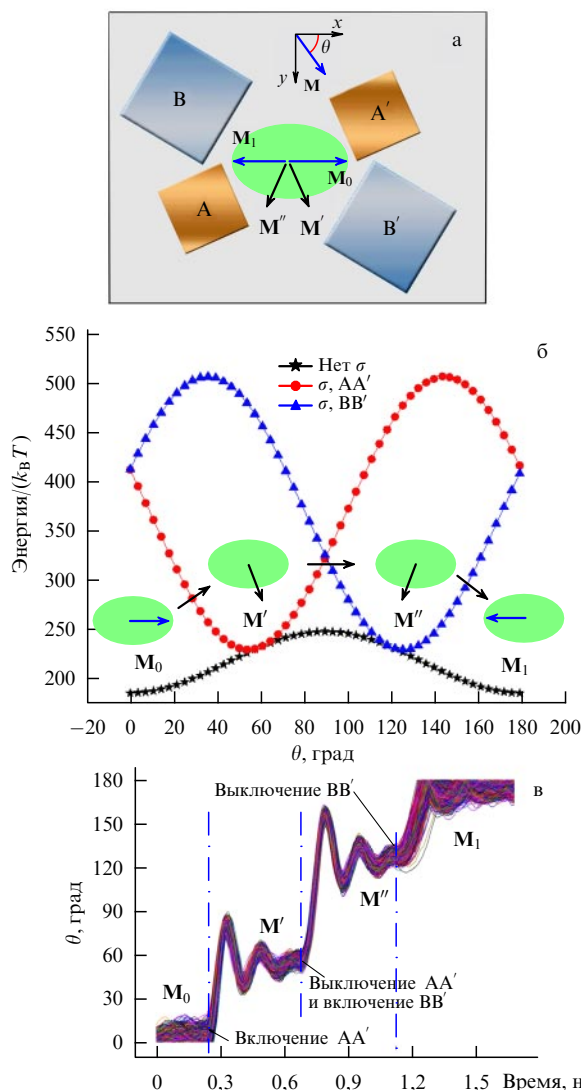 а
x
θ
y
M
B
A′
M₁
M₀
A
M″
M′
B′
б
Нет σ
σ, AA′
σ, BB′
Энергия/(k_BT)
550
500
450
400
350
300
250
200
M₀
M′
M″
M₁
−20 0 20 40 60 80 100 120 140 160 180 200
θ, град
в
Выключение BB′
θ, град
180
150
120
90
60
30
0
M₀
M′
M″
M₁
Выключение AA′
и включение BB′
Включение AA′
0 0,3 0,6 0,9 1,2 1,5 Время, н